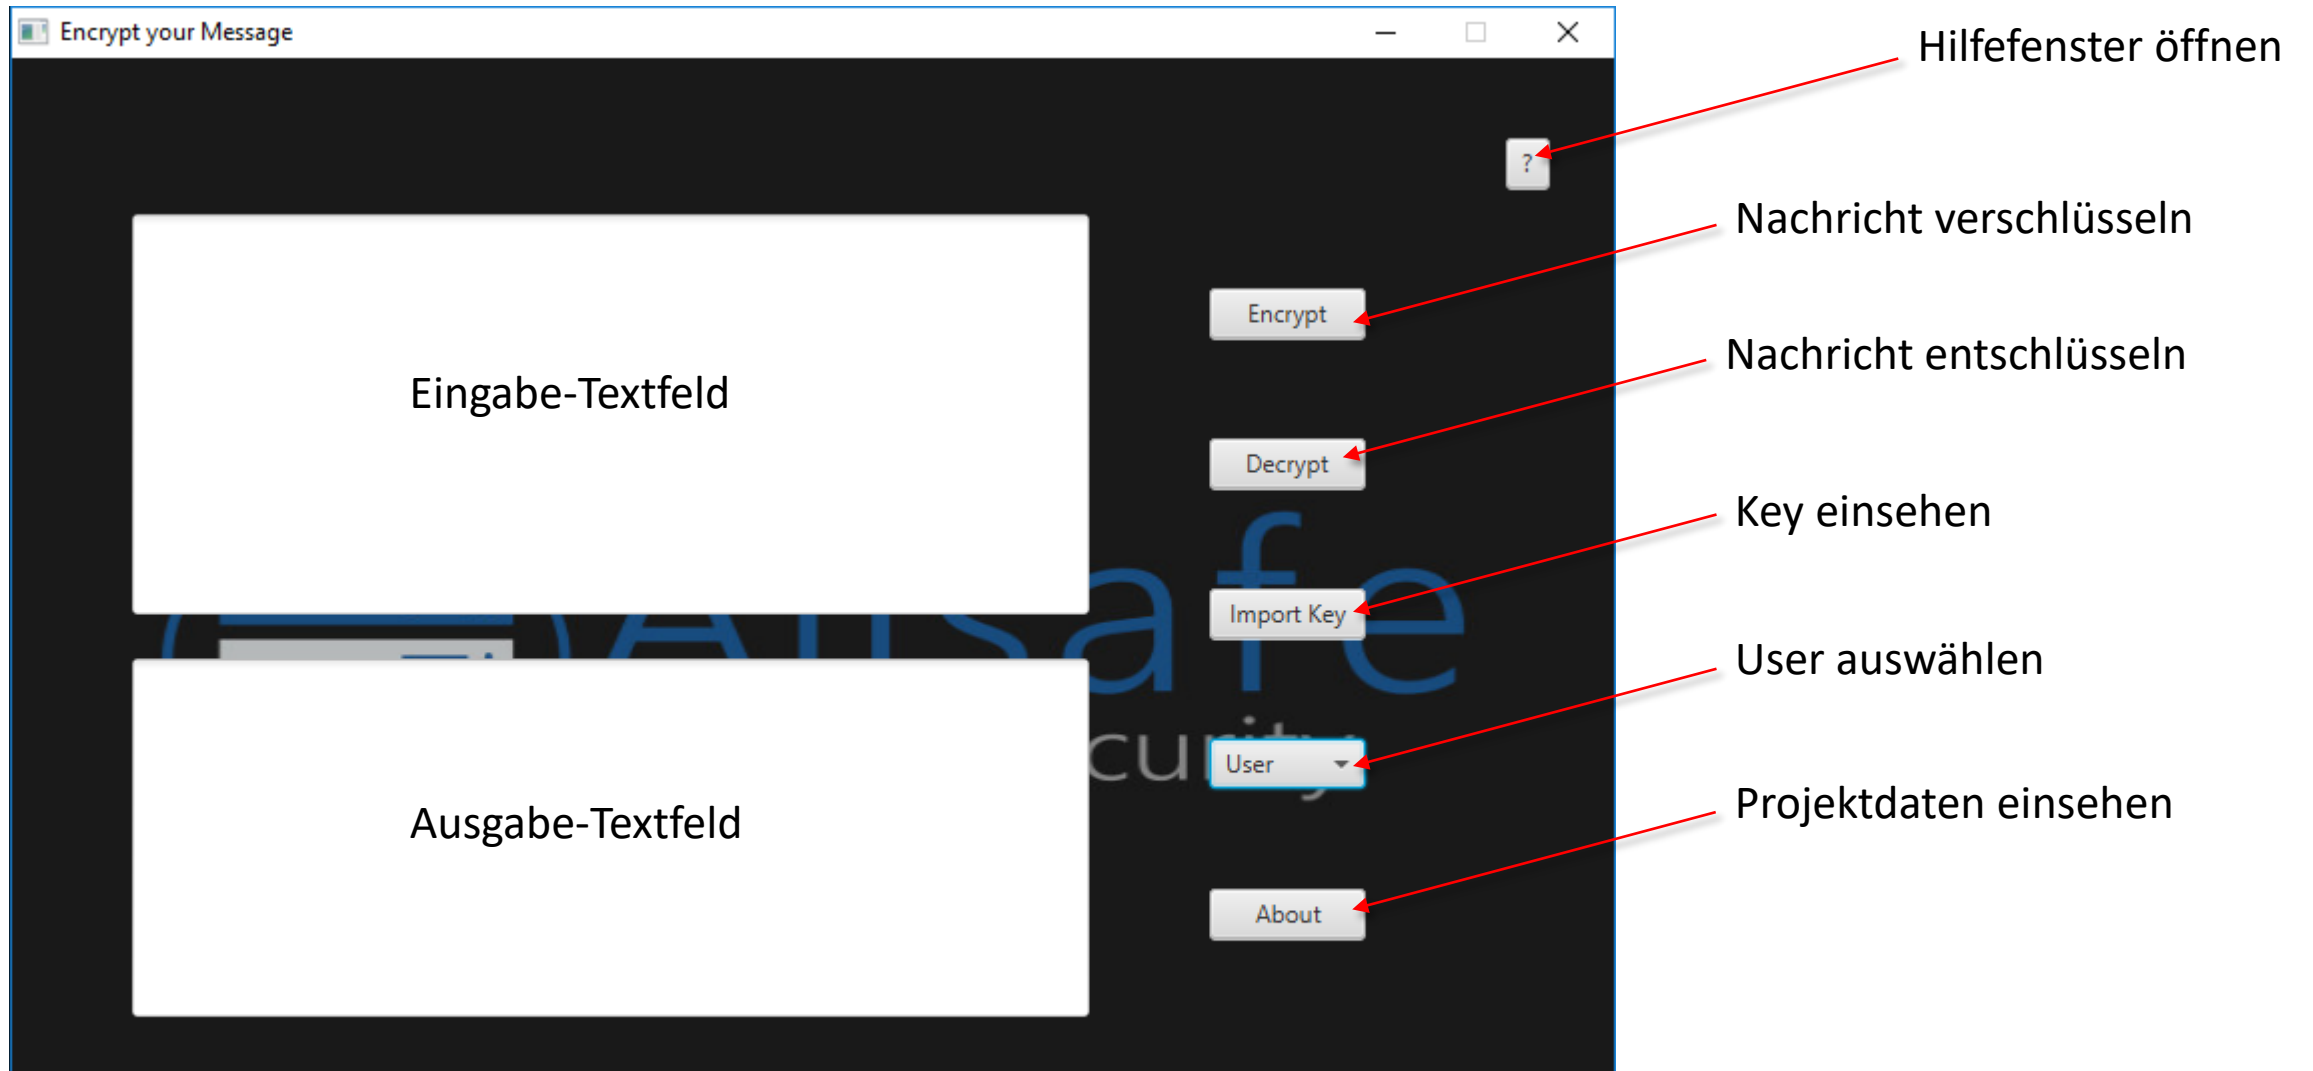 Encrypt your Message
Hilfefenster öffnen
?
Nachricht verschlüsseln
Encrypt
Nachricht entschlüsseln
Eingabe-Textfeld
Decrypt
Key einsehen
Import Key
User auswählen
User
Projektdaten einsehen
Ausgabe-Textfeld
About